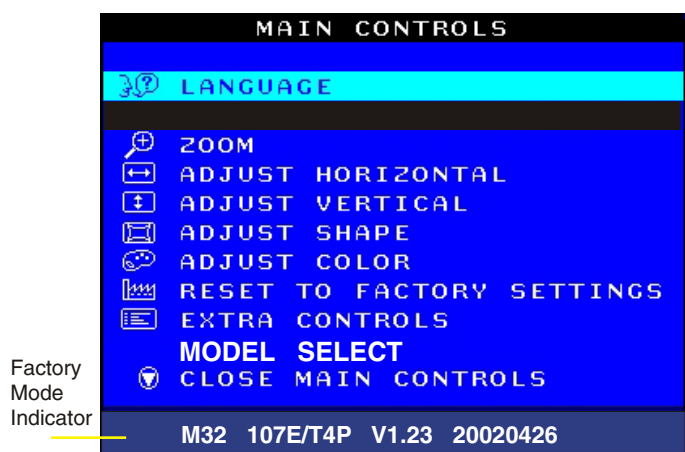 MAIN CONTROLS
LANGUAGE
ZOOM
ADJUST HORIZONTAL
ADJUST VERTICAL
ADJUST SHAPE
ADJUST COLOR
RESET TO FACTORY SETTINGS
EXTRA CONTROLS
MODEL SELECT
CLOSE MAIN CONTROLS
Factory
Mode
Indicator
M32 107E/T4P V1.23 20020426